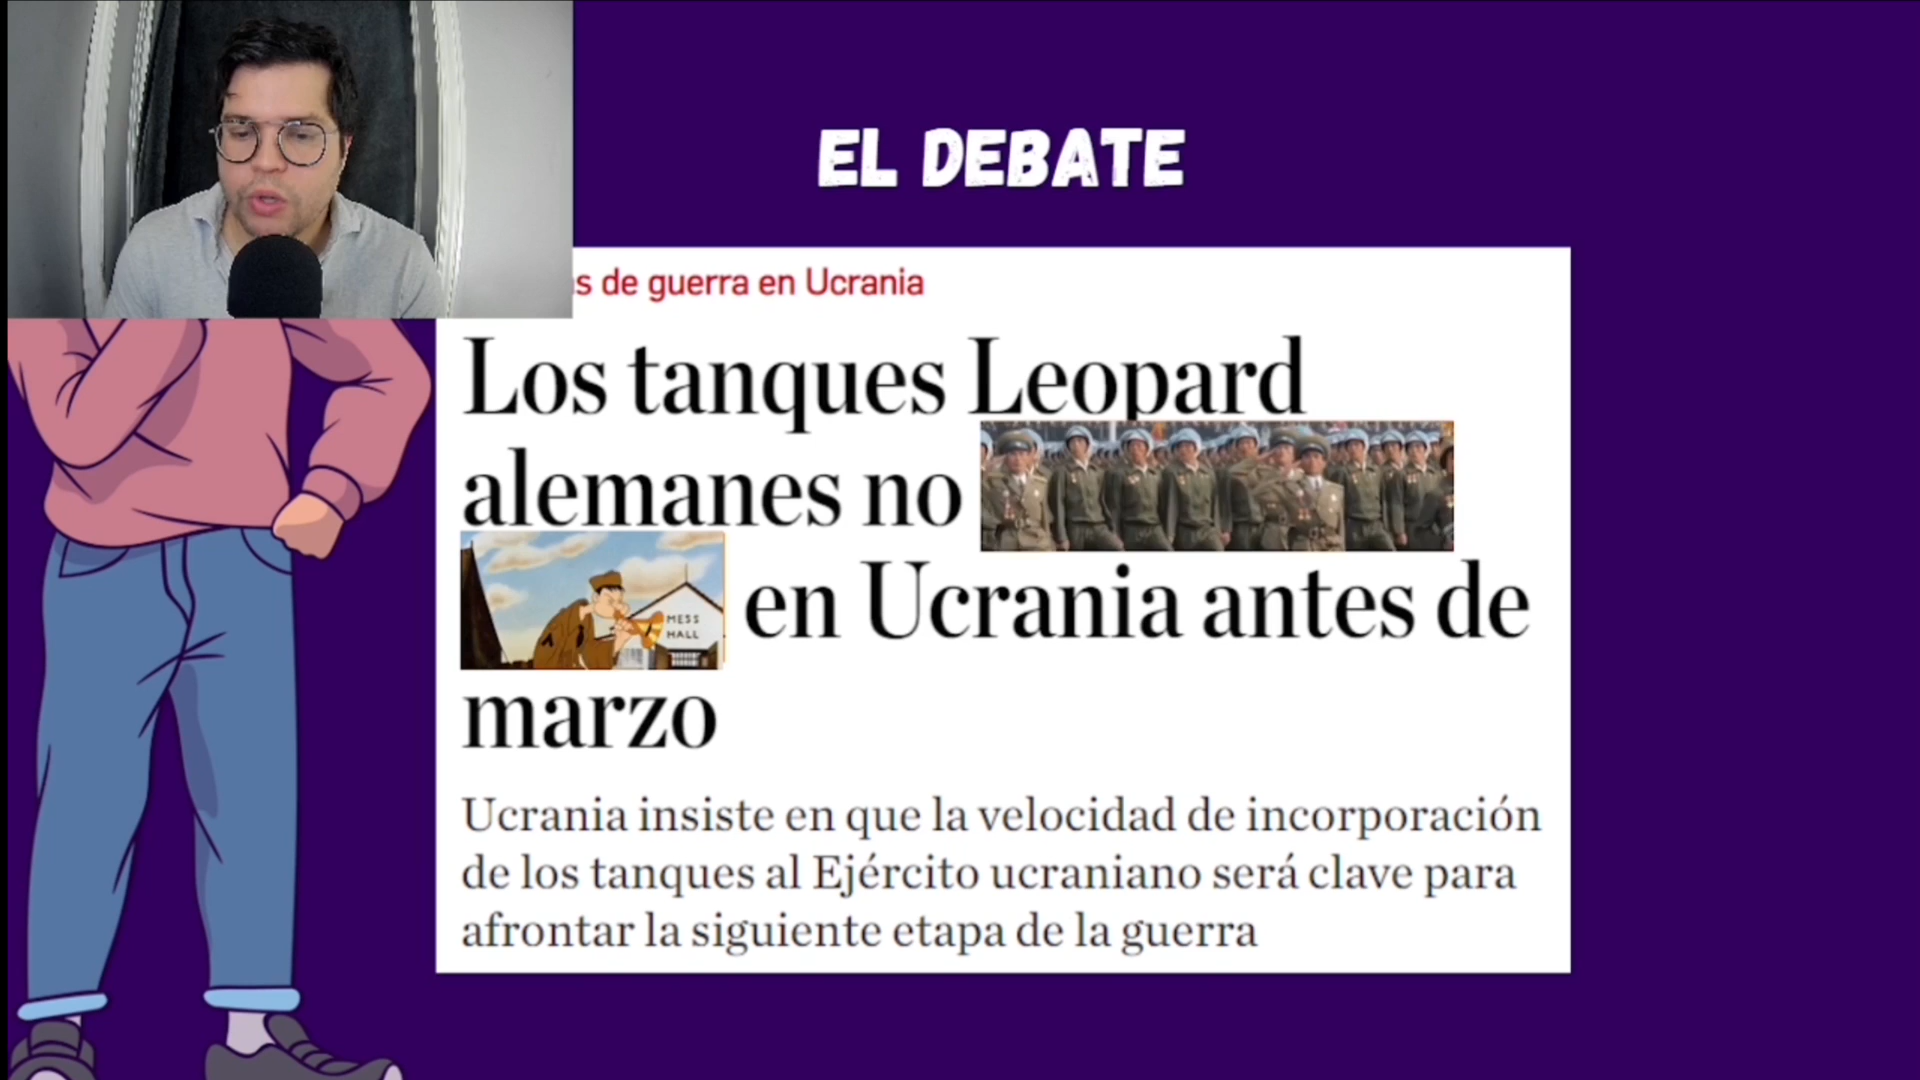 EL DEBATE
s de guerra en Ucrania
Los tanques Leopard
alemanes no
MESS
HALL
en Ucrania antes de
marzo
Ucrania insiste en que la velocidad de incorporación
de los tanques al Ejército ucraniano será clave para
afrontar la siguiente etapa de la guerra